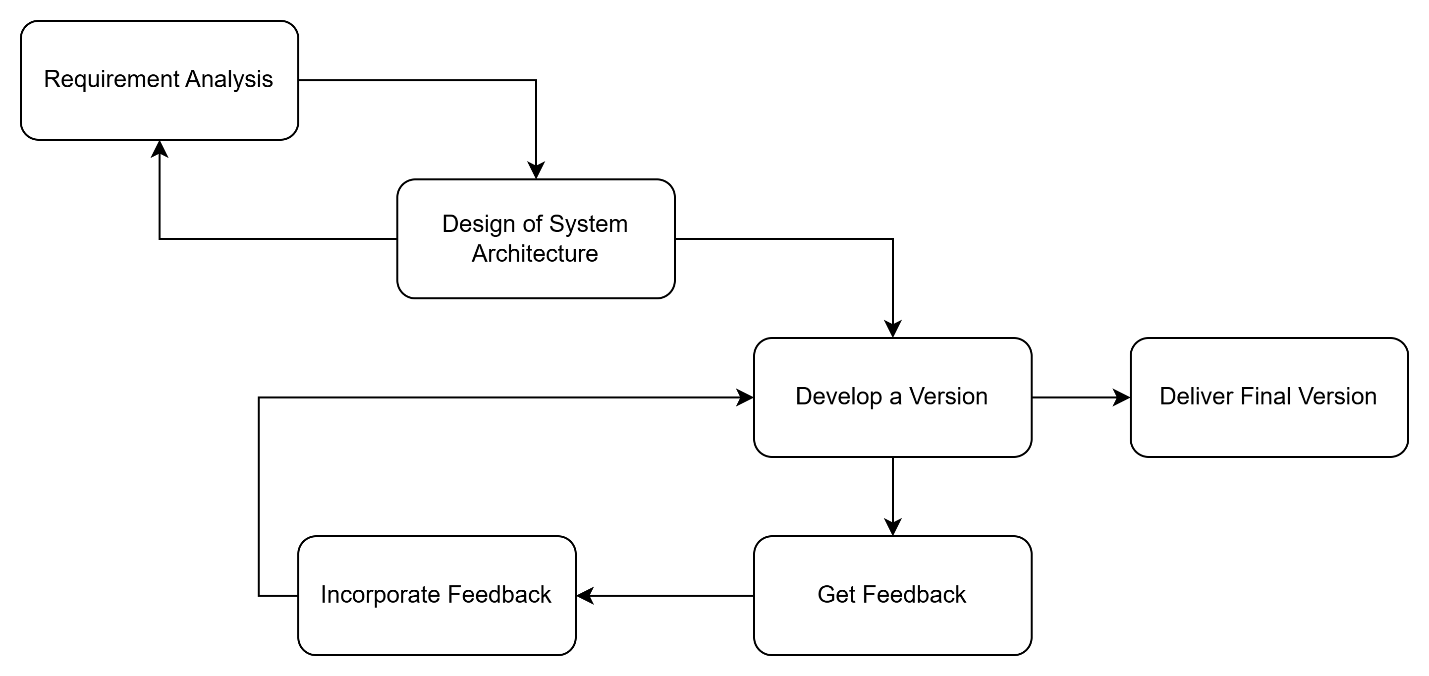 Requirement Analysis
Design of System
Architecture
Develop a Version
Deliver Final Version
Incorporate Feedback
Get Feedback